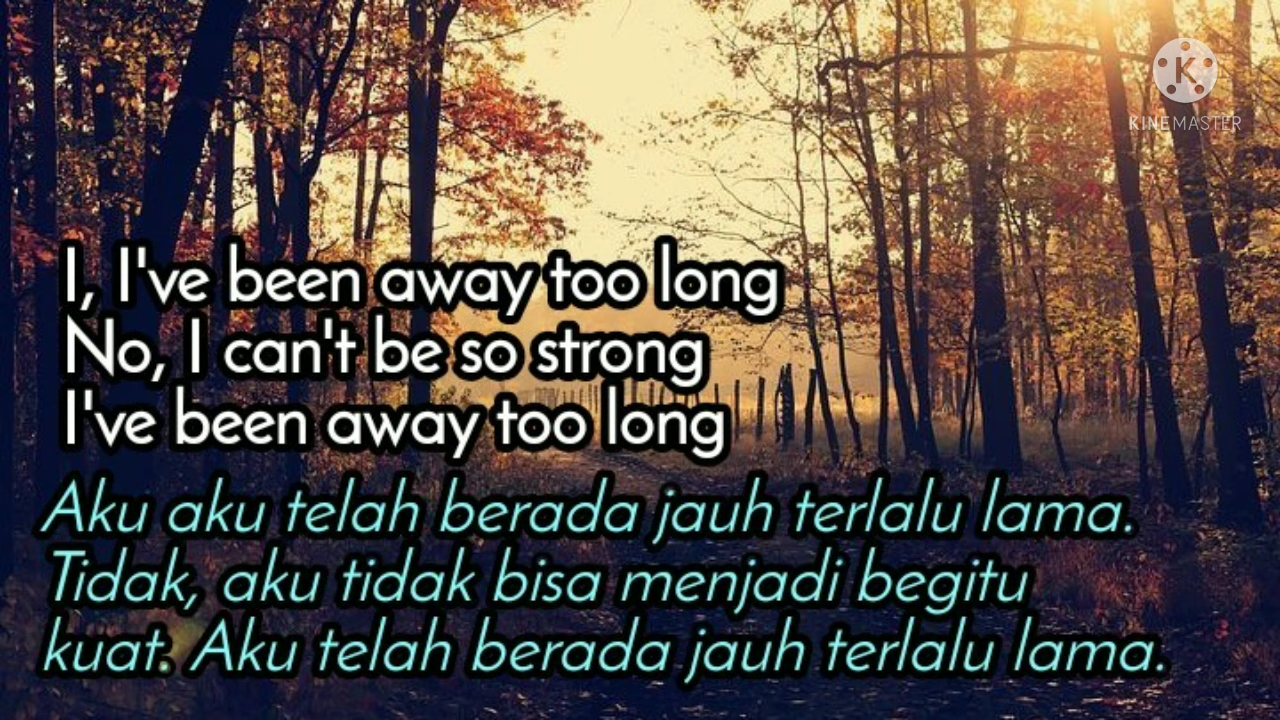 KINEMASTER
I, I've been away too long
No, I can't be so strong
I've been away too long
Aku aku telah berada jauh terlalu lama.
Tidak, aku tidak bisa menjadi begitu
kuat. Aku telah berada jauh terlalu lama.